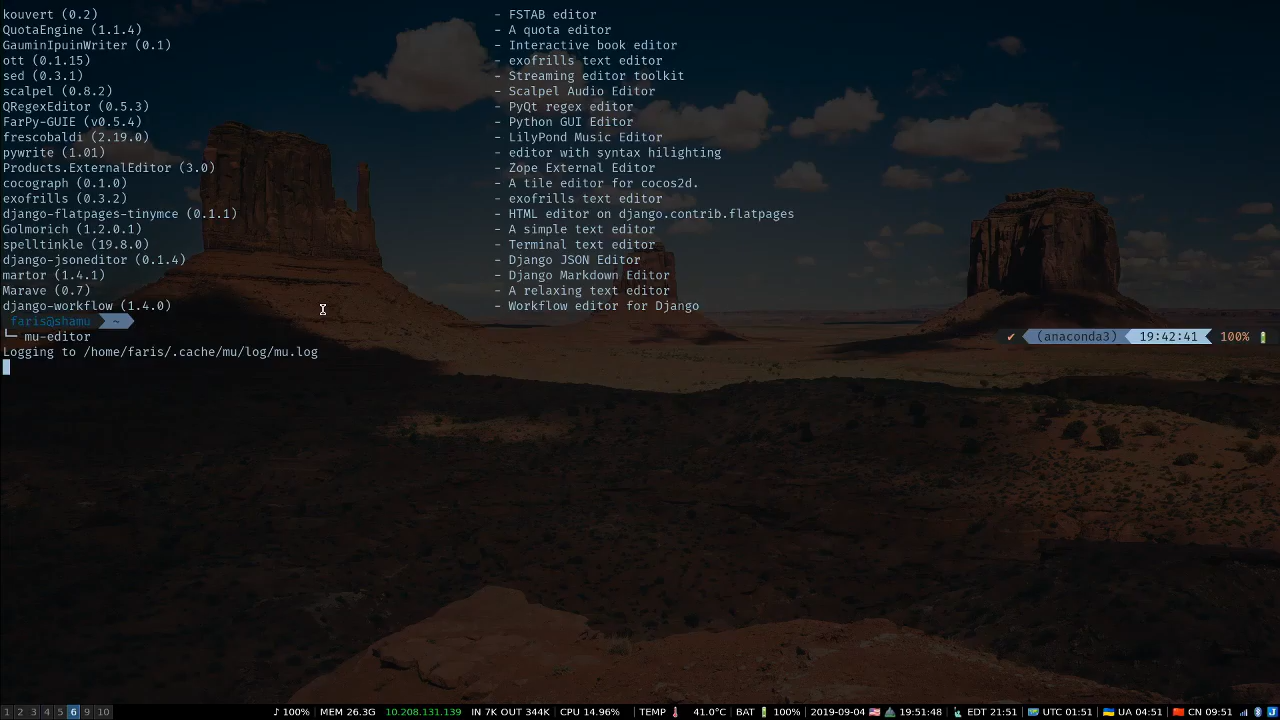 kouvert (0.2) - FSTAB editor
QuotaEngine (1.1.4) - A quota editor
GauminIpuinWriter (0.1) - Interactive book editor
ott (0.1.15) - exofrills text editor
sed (0.3.1) - Streaming editor toolkit
scalpel (0.8.2) - Scalpel Audio Editor
QRegexEditor (0.5.3) - PyQt regex editor
FarPy-GUIE (v0.5.4) - Python GUI Editor
frescobaldi (2.19.0) - LilyPond Music Editor
pywrite (1.01) - editor with syntax hilighting
Products.ExternalEditor (3.0) - Zope External Editor
cocograph (0.1.0) - A tile editor for cocos2d.
exofrills (0.3.2) - exofrills text editor
django-flatpages-tinymce (0.1.1) - HTML editor on django.contrib.flatpages
Golmorich (1.2.0.1) - A simple text editor
spelltinkle (19.8.0) - Terminal text editor
django-jsoneditor (0.1.4) - Django JSON Editor
martor (1.4.1) - Django Markdown Editor
Marave (0.7) - A relaxing text editor
django-workflow (1.4.0) - Workflow editor for Django
faris@shamu ~
└─ mu-editor ✔ (anaconda3) 19:42:41 100%
Logging to /home/faris/.cache/mu/log/mu.log
1 2 3 4 5 6 9 10 ♪ 100% MEM 26.3G 10.208.131.139 IN 7K OUT 344K CPU 14.96% TEMP 41.0°C BAT 100% 2019-09-04 19:51:48 EDT 21:51 UTC 01:51 UA 04:51 CN 09:51